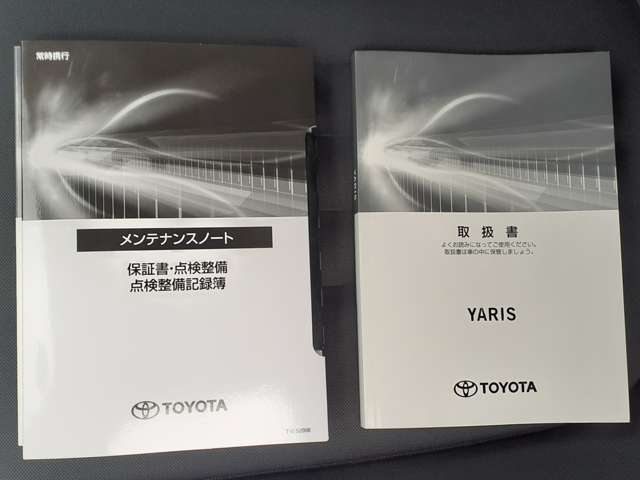 常時携行
メンテナンスノート
保証書・点検整備
点検整備記録簿
TOYOTA
YARIS
取扱書
よくお読みになってご使用ください。
取扱書は車の中に保管しましょう。
YARIS
TOYOTA